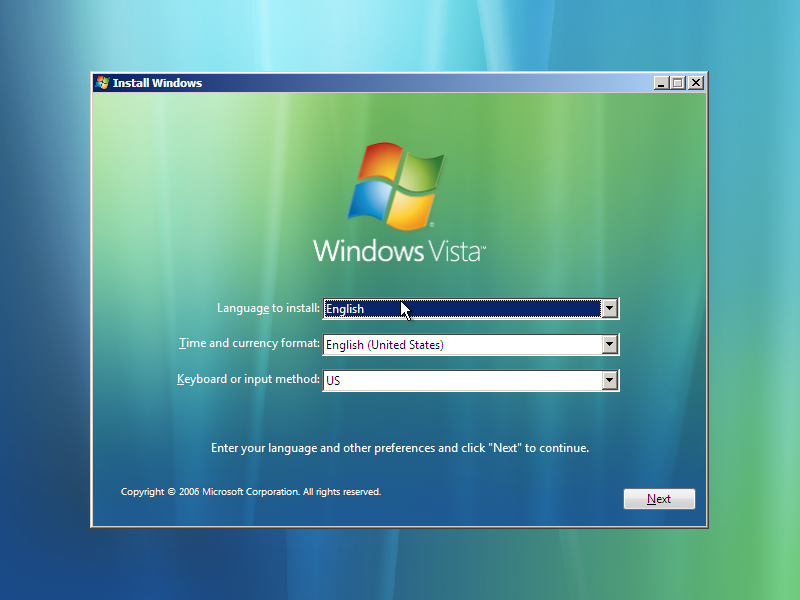 Install Windows
Windows Vista™
Language to install: English
Time and currency format: English (United States)
Keyboard or input method: US
Enter your language and other preferences and click "Next" to continue.
Copyright © 2006 Microsoft Corporation. All rights reserved.
Next